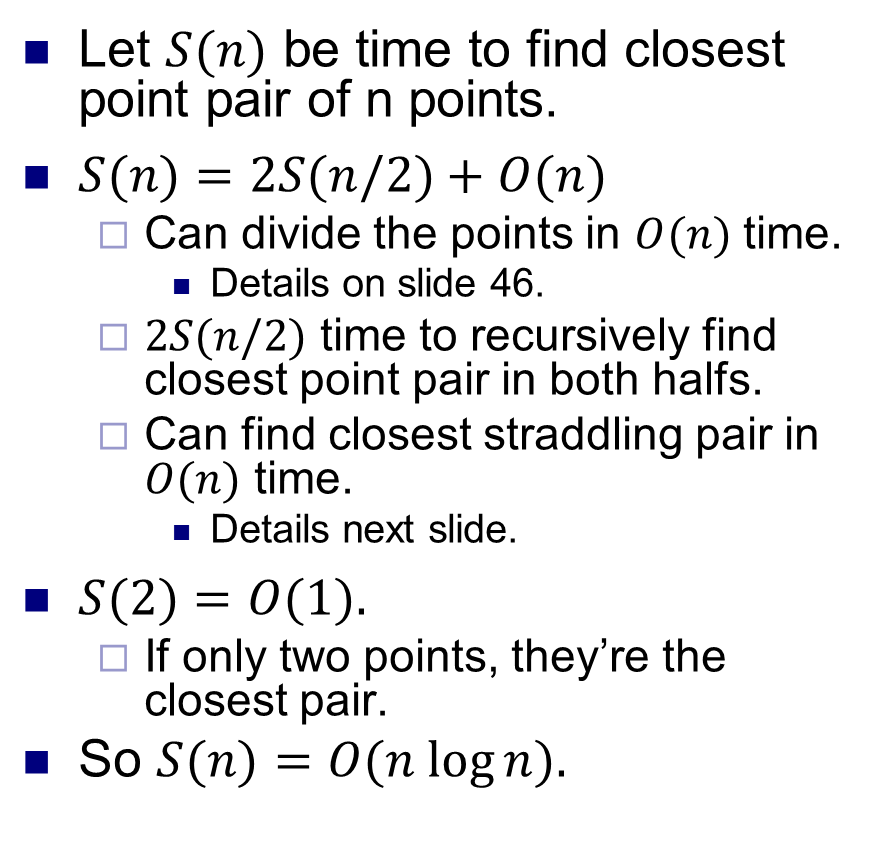 Let S(n) be time to find closest
point pair of n points.
S(n) = 2S(n/2) + O(n)
Can divide the points in O(n) time.
Details on slide 46.
2S(n/2) time to recursively find
closest point pair in both halfs.
Can find closest straddling pair in
O(n) time.
Details next slide.
S(2) = O(1).
If only two points, they’re the
closest pair.
So S(n) = O(n log n).